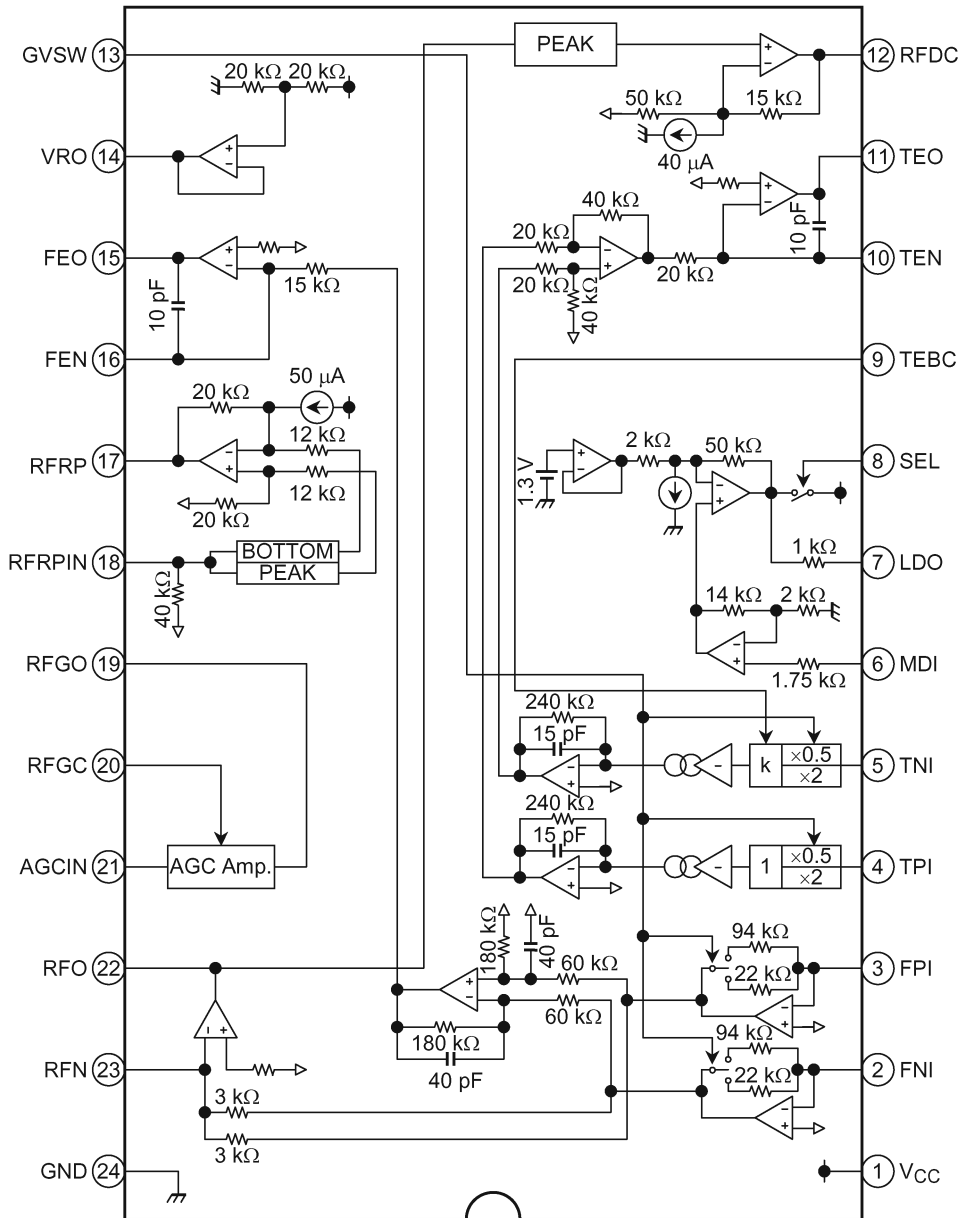 GVSW 13
PEAK
12 RFDC
20 kΩ 20 kΩ
50 kΩ 15 kΩ
40 μA
VRO 14
11 TEO
40 kΩ
10 pF
FEO 15
20 kΩ
20 kΩ
20 kΩ
40 kΩ
10 TEN
15 kΩ
10 pF
FEN 16
9 TEBC
50 μA
20 kΩ
12 kΩ
12 kΩ
20 kΩ
RFRP 17
2 kΩ 50 kΩ
1.3 V
8 SEL
RFRPIN 18
BOTTOM
PEAK
40 kΩ
1 kΩ
7 LDO
14 kΩ 2 kΩ
RFGO 19
6 MDI
1.75 kΩ
240 kΩ
15 pF
RFGC 20
k
×0.5
×2
5 TNI
240 kΩ
15 pF
AGCIN 21
AGC Amp.
1
×0.5
×2
4 TPI
180 kΩ
40 pF
60 kΩ
60 kΩ
94 kΩ
22 kΩ
RFO 22
3 FPI
180 kΩ
40 pF
94 kΩ
22 kΩ
RFN 23
2 FNI
3 kΩ
3 kΩ
GND 24
1 VCC